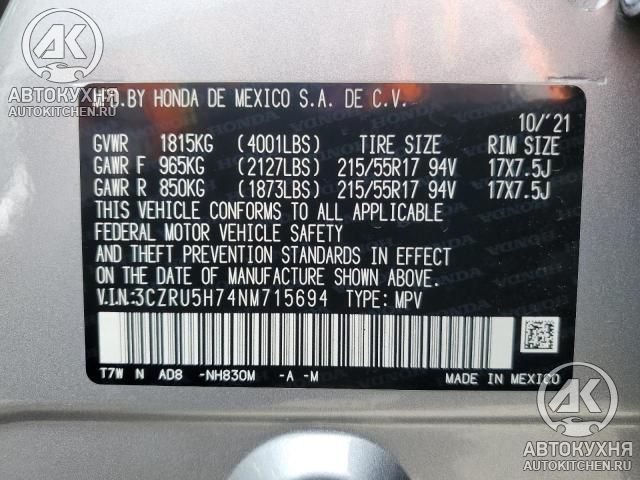 АВТОКУХНЯ
AUTOKITCHEN.RU
MFD.BY HONDA DE MEXICO S.A. DE C.V.
10/'21
GVWR 1815KG (4001LBS) TIRE SIZE RIM SIZE
GAWR F 965KG (2127LBS) 215/55R17 94V 17X7.5J
GAWR R 850KG (1873LBS) 215/55R17 94V 17X7.5J
THIS VEHICLE CONFORMS TO ALL APPLICABLE
FEDERAL MOTOR VEHICLE SAFETY
AND THEFT PREVENTION STANDARDS IN EFFECT
ON THE DATE OF MANUFACTURE SHOWN ABOVE.
V.I.N:3CZRU5H74NM715694 TYPE: MPV
T7W N AD8 -NH830M -A -M
MADE IN MEXICO
АВТОКУХНЯ
AUTOKITCHEN.RU